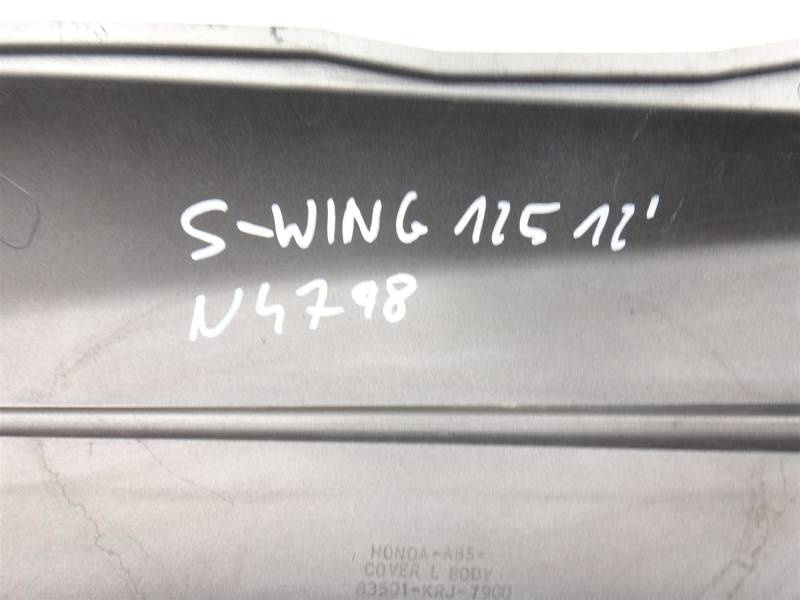 S-WING 125 12'
N4798
HONDA-ABS-
COVER L BODY
83501-KRJ-7900